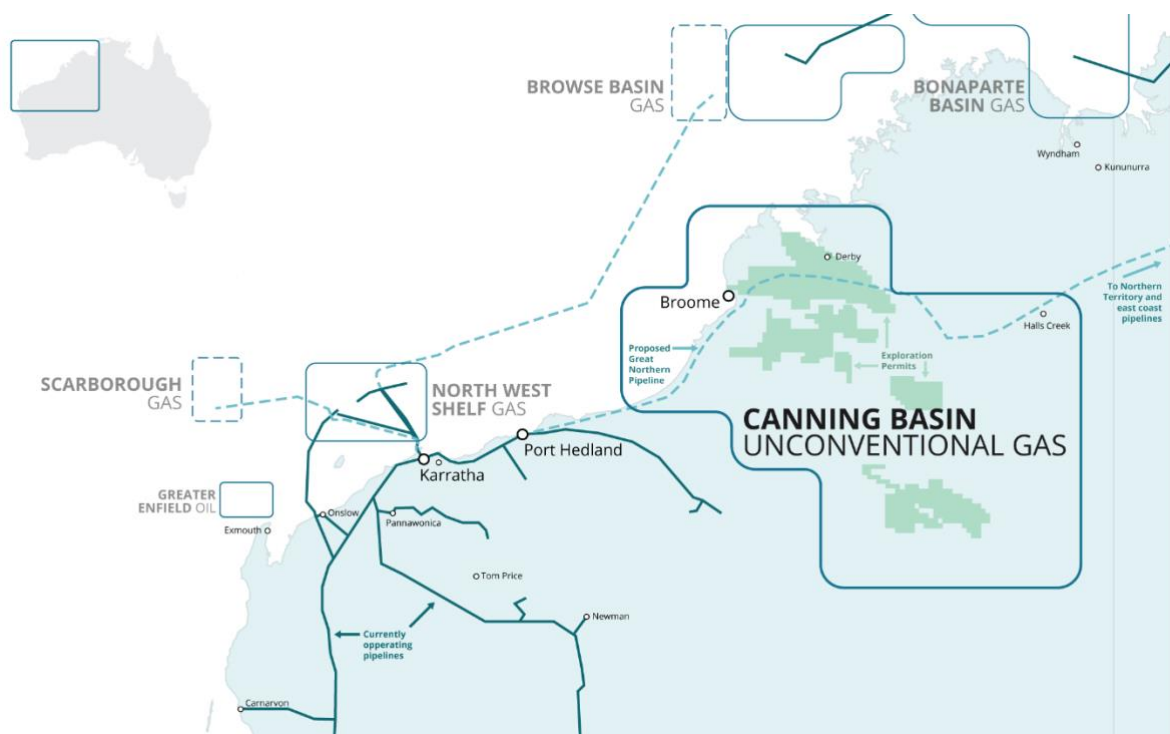 BROWSE BASIN
GAS
BONAPARTE
BASIN GAS
Wyndham
Kununurra
Derby
Broome
To Northern
Territory and
east coast
pipelines
Halls Creek
Proposed
Great
Northern
Pipeline
Exploration
Permits
SCARBOROUGH
GAS
NORTH WEST
SHELF GAS
CANNING BASIN
UNCONVENTIONAL GAS
Port Hedland
Karratha
GREATER
ENFIELD OIL
Exmouth
Onslow
Pannawonica
Tom Price
Newman
Currently
opperating
pipelines
Carnarvon